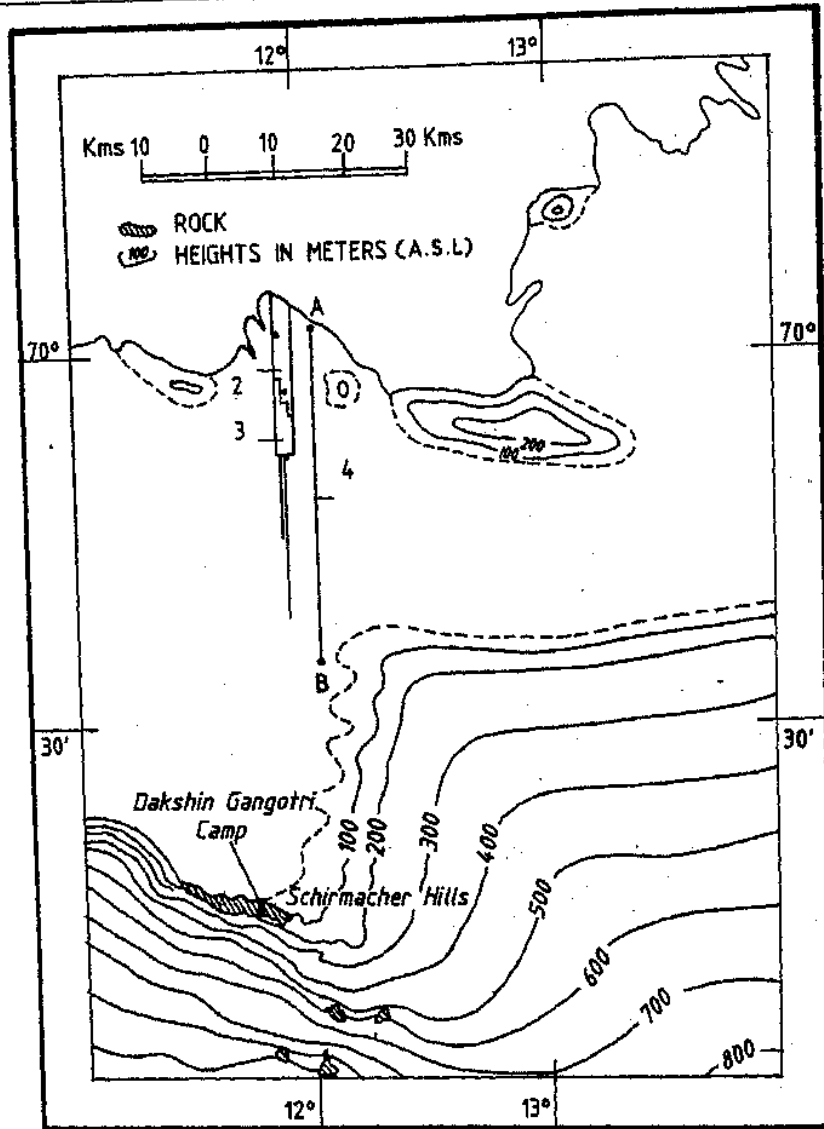 12° 13°
Kms 10 0 10 20 30 Kms
ROCK
100 HEIGHTS IN METERS (A.S.L)
A
70° 70°
2 0
3
4
200
100
B
30' 30'
Dakshin Gangotri
Camp
100 200 300 400
Schirmacher Hills
500
600
700
800
12° 13°